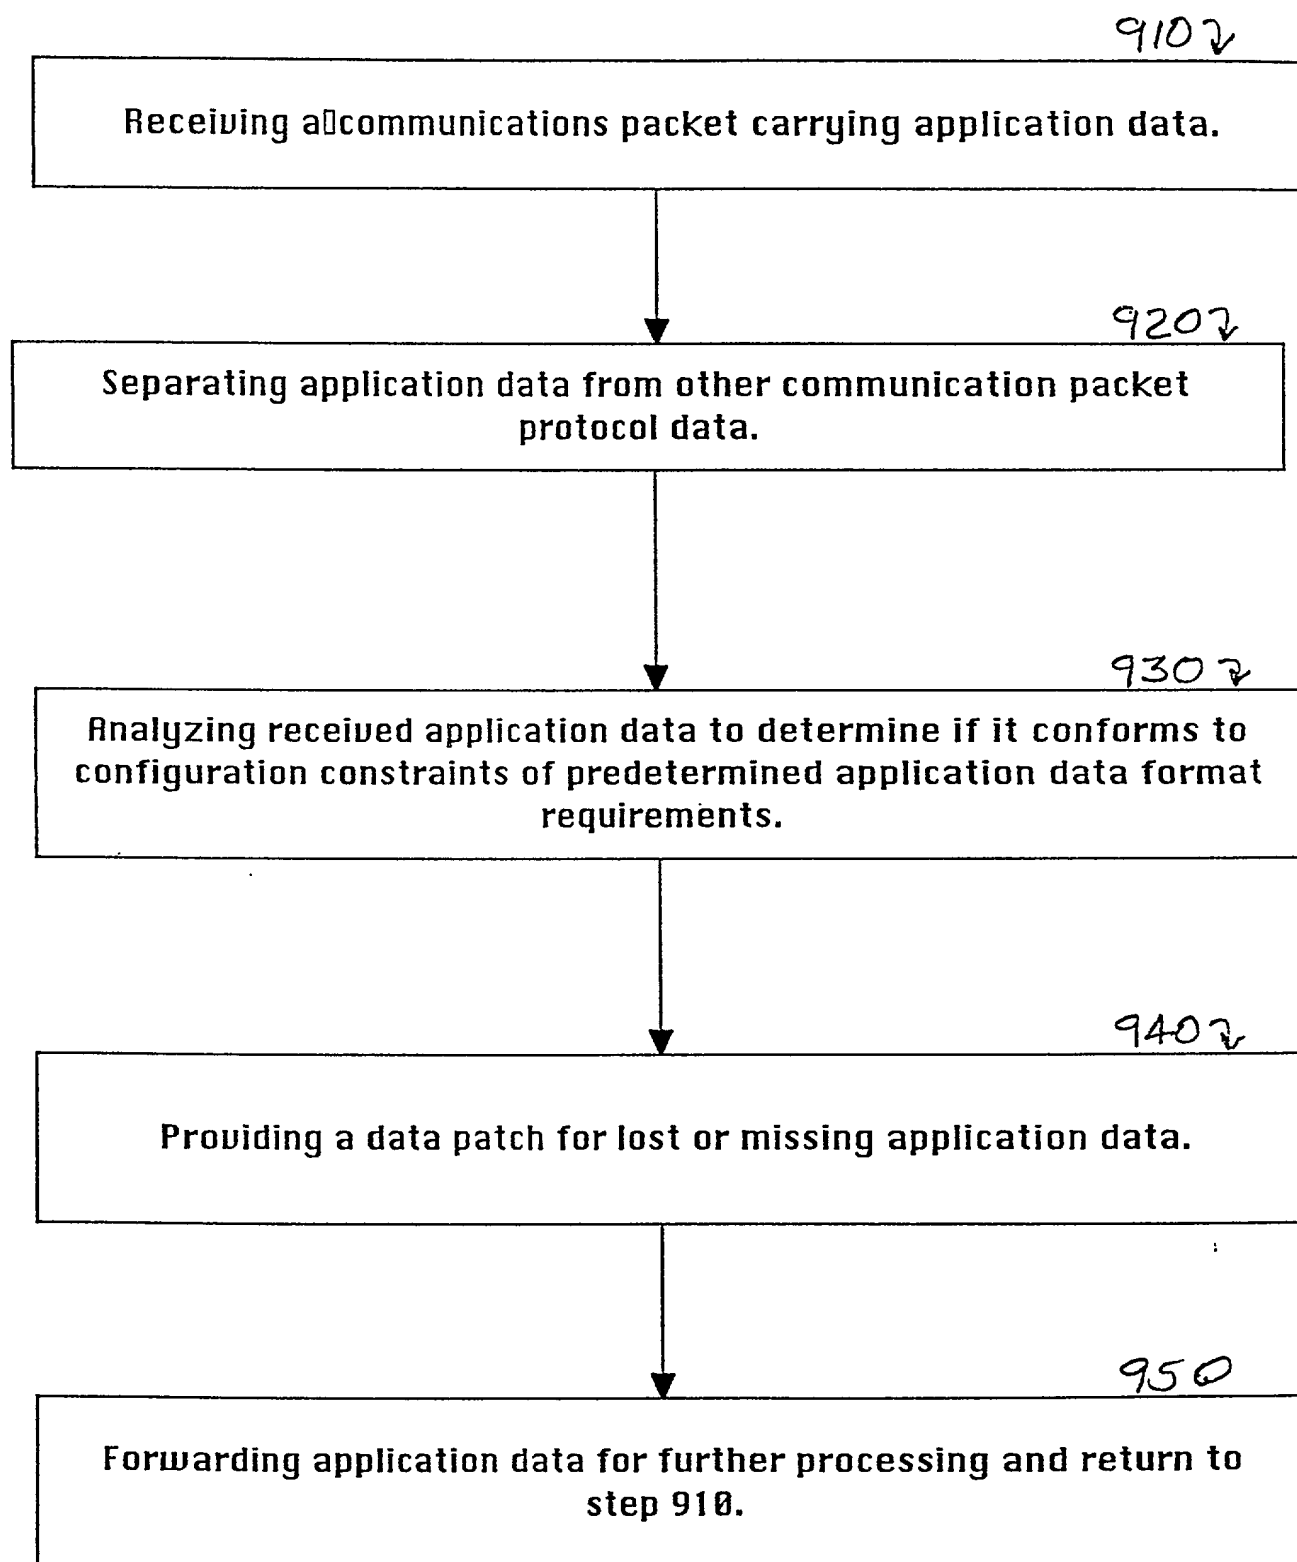 910
Receiving a▯communications packet carrying application data.
920
Separating application data from other communication packet
protocol data.
930
Analyzing received application data to determine if it conforms to
configuration constraints of predetermined application data format
requirements.
940
Providing a data patch for lost or missing application data.
950
Forwarding application data for further processing and return to
step 910.